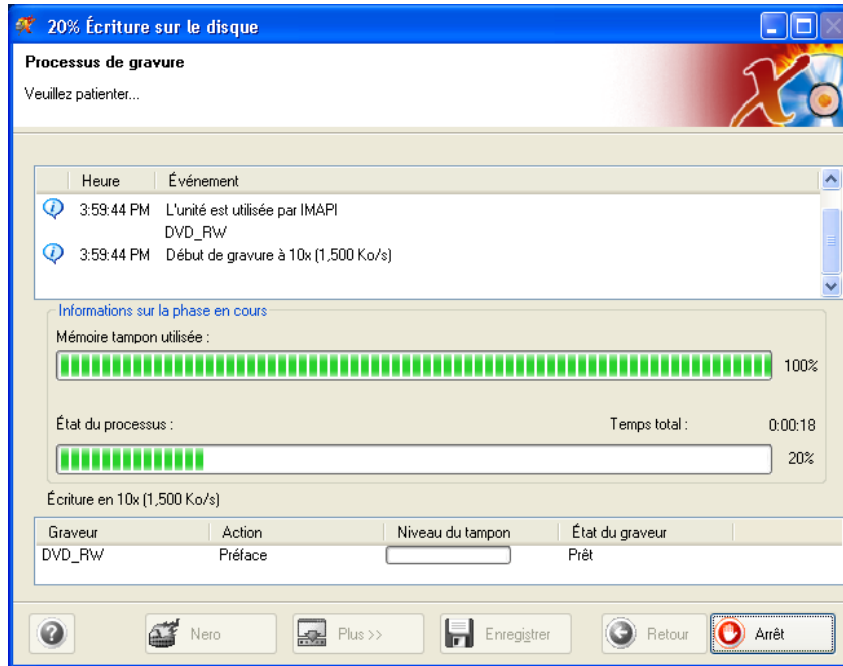 20% Écriture sur le disque
Processus de gravure
Veuillez patienter...
Heure Événement
3:59:44 PM L'unité est utilisée par IMAPI
DVD_RW
3:59:44 PM Début de gravure à 10x (1,500 Ko/s)
Informations sur la phase en cours
Mémoire tampon utilisée :
100%
État du processus : Temps total : 0:00:18
20%
Écriture en 10x (1,500 Ko/s)
Graveur Action Niveau du tampon État du graveur
DVD_RW Préface Prêt
Nero Plus >> Enregistrer Retour Arrêt